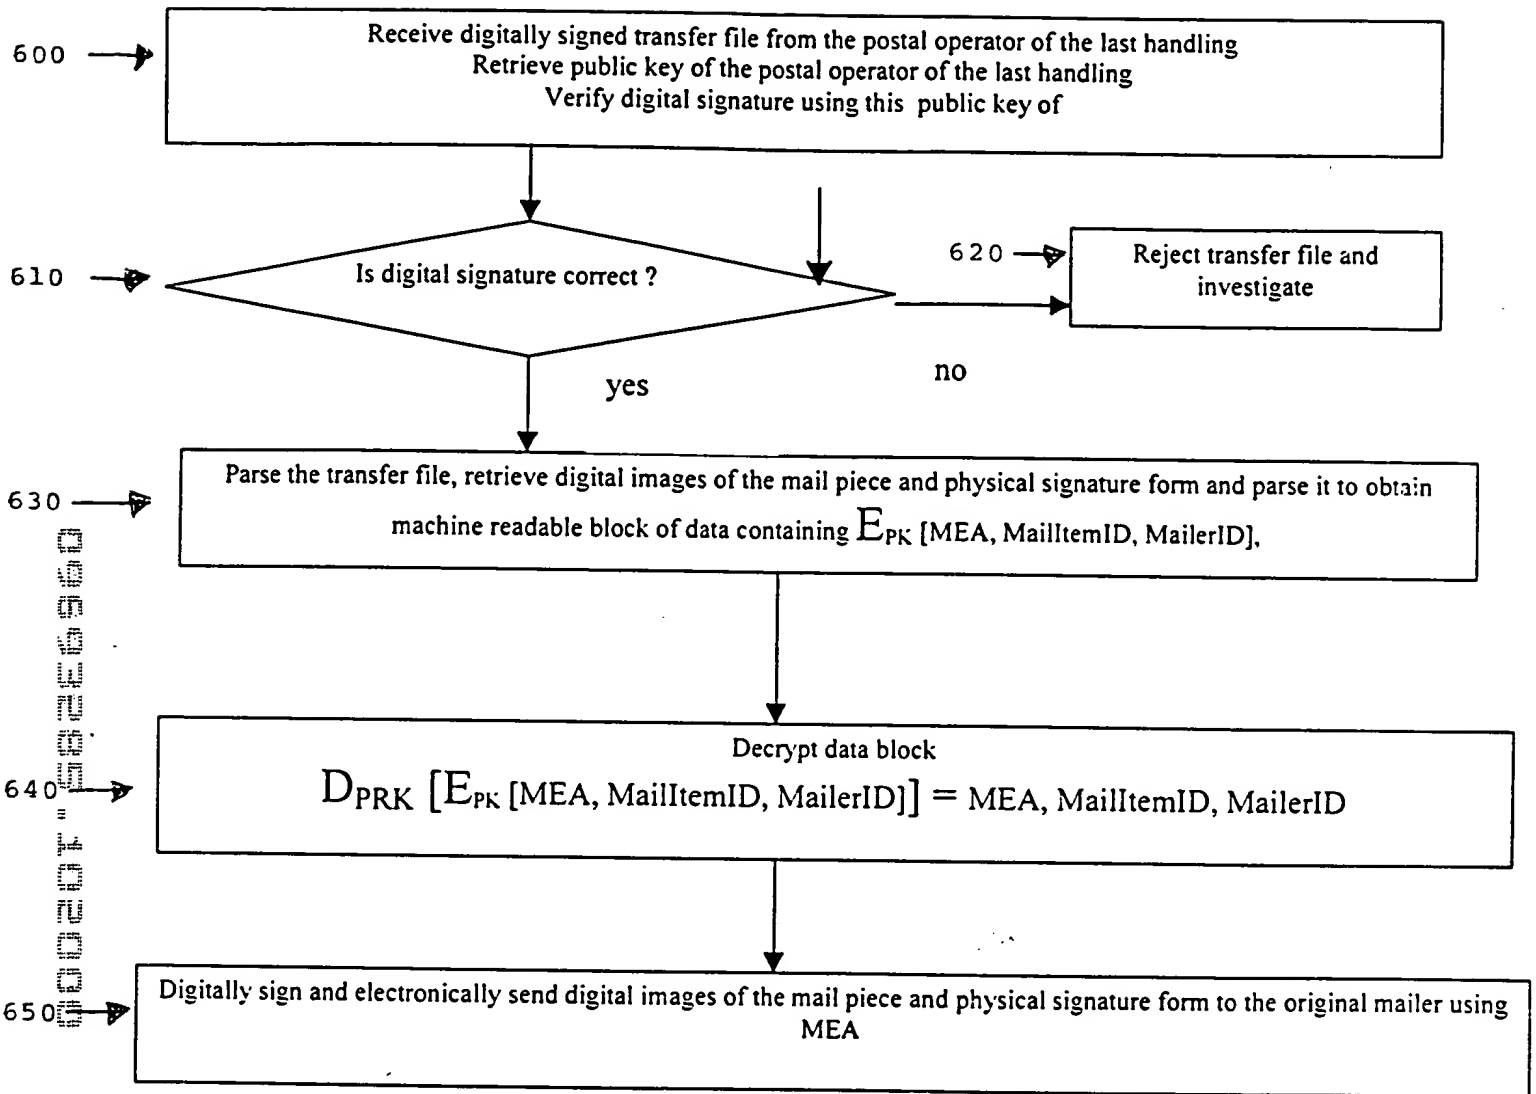 600
Receive digitally signed transfer file from the postal operator of the last handling
Retrieve public key of the postal operator of the last handling
Verify digital signature using this public key of
610
Is digital signature correct ?
620
Reject transfer file and
investigate
yes
no
630
Parse the transfer file, retrieve digital images of the mail piece and physical signature form and parse it to obtain
machine readable block of data containing EPK [MEA, MailItemID, MailerID],
640
Decrypt data block
DPRK [EPK [MEA, MailItemID, MailerID]] = MEA, MailItemID, MailerID
650
Digitally sign and electronically send digital images of the mail piece and physical signature form to the original mailer using
MEA